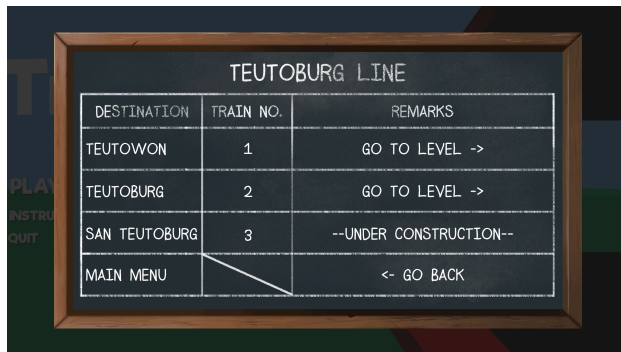 TEUTOBURG LINE
DESTINATION TRAIN NO. REMARKS
TEUTOWON 1 GO TO LEVEL ->
TEUTOBURG 2 GO TO LEVEL ->
SAN TEUTOBURG 3 --UNDER CONSTRUCTION--
MAIN MENU <- GO BACK
PLAY
QUIT